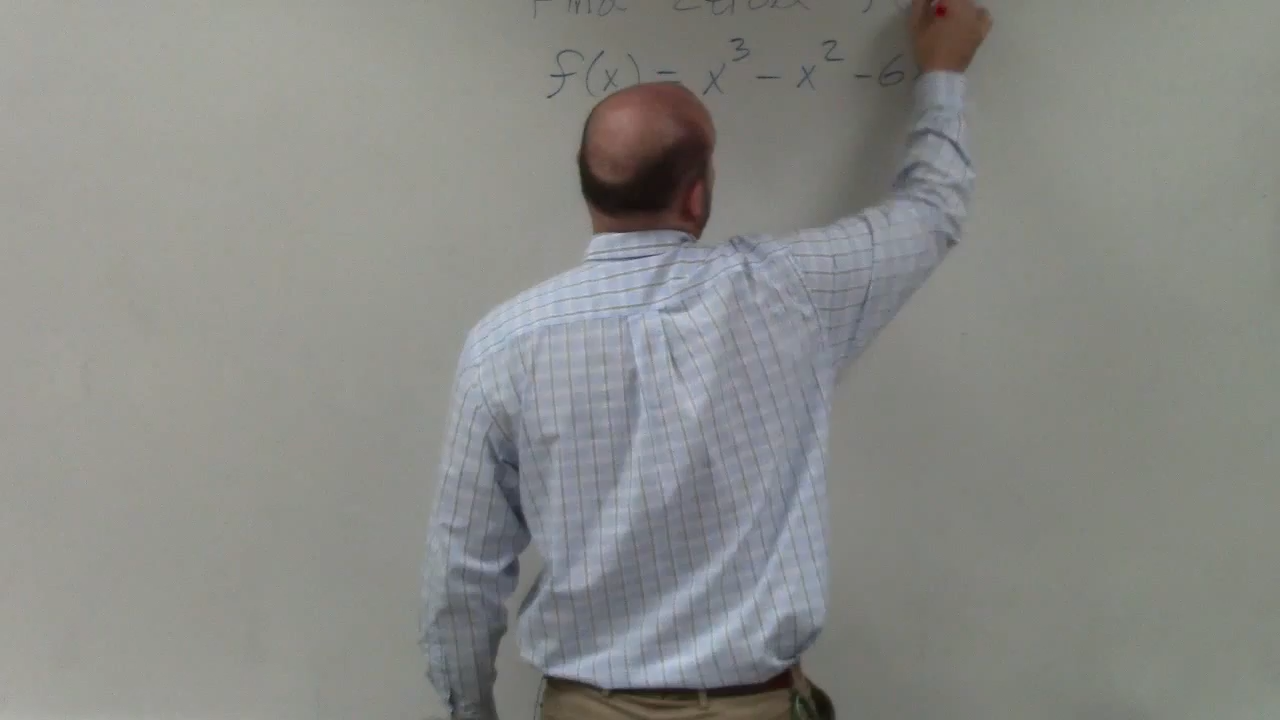 Find zeros
f(x) = x³ - x² - 6